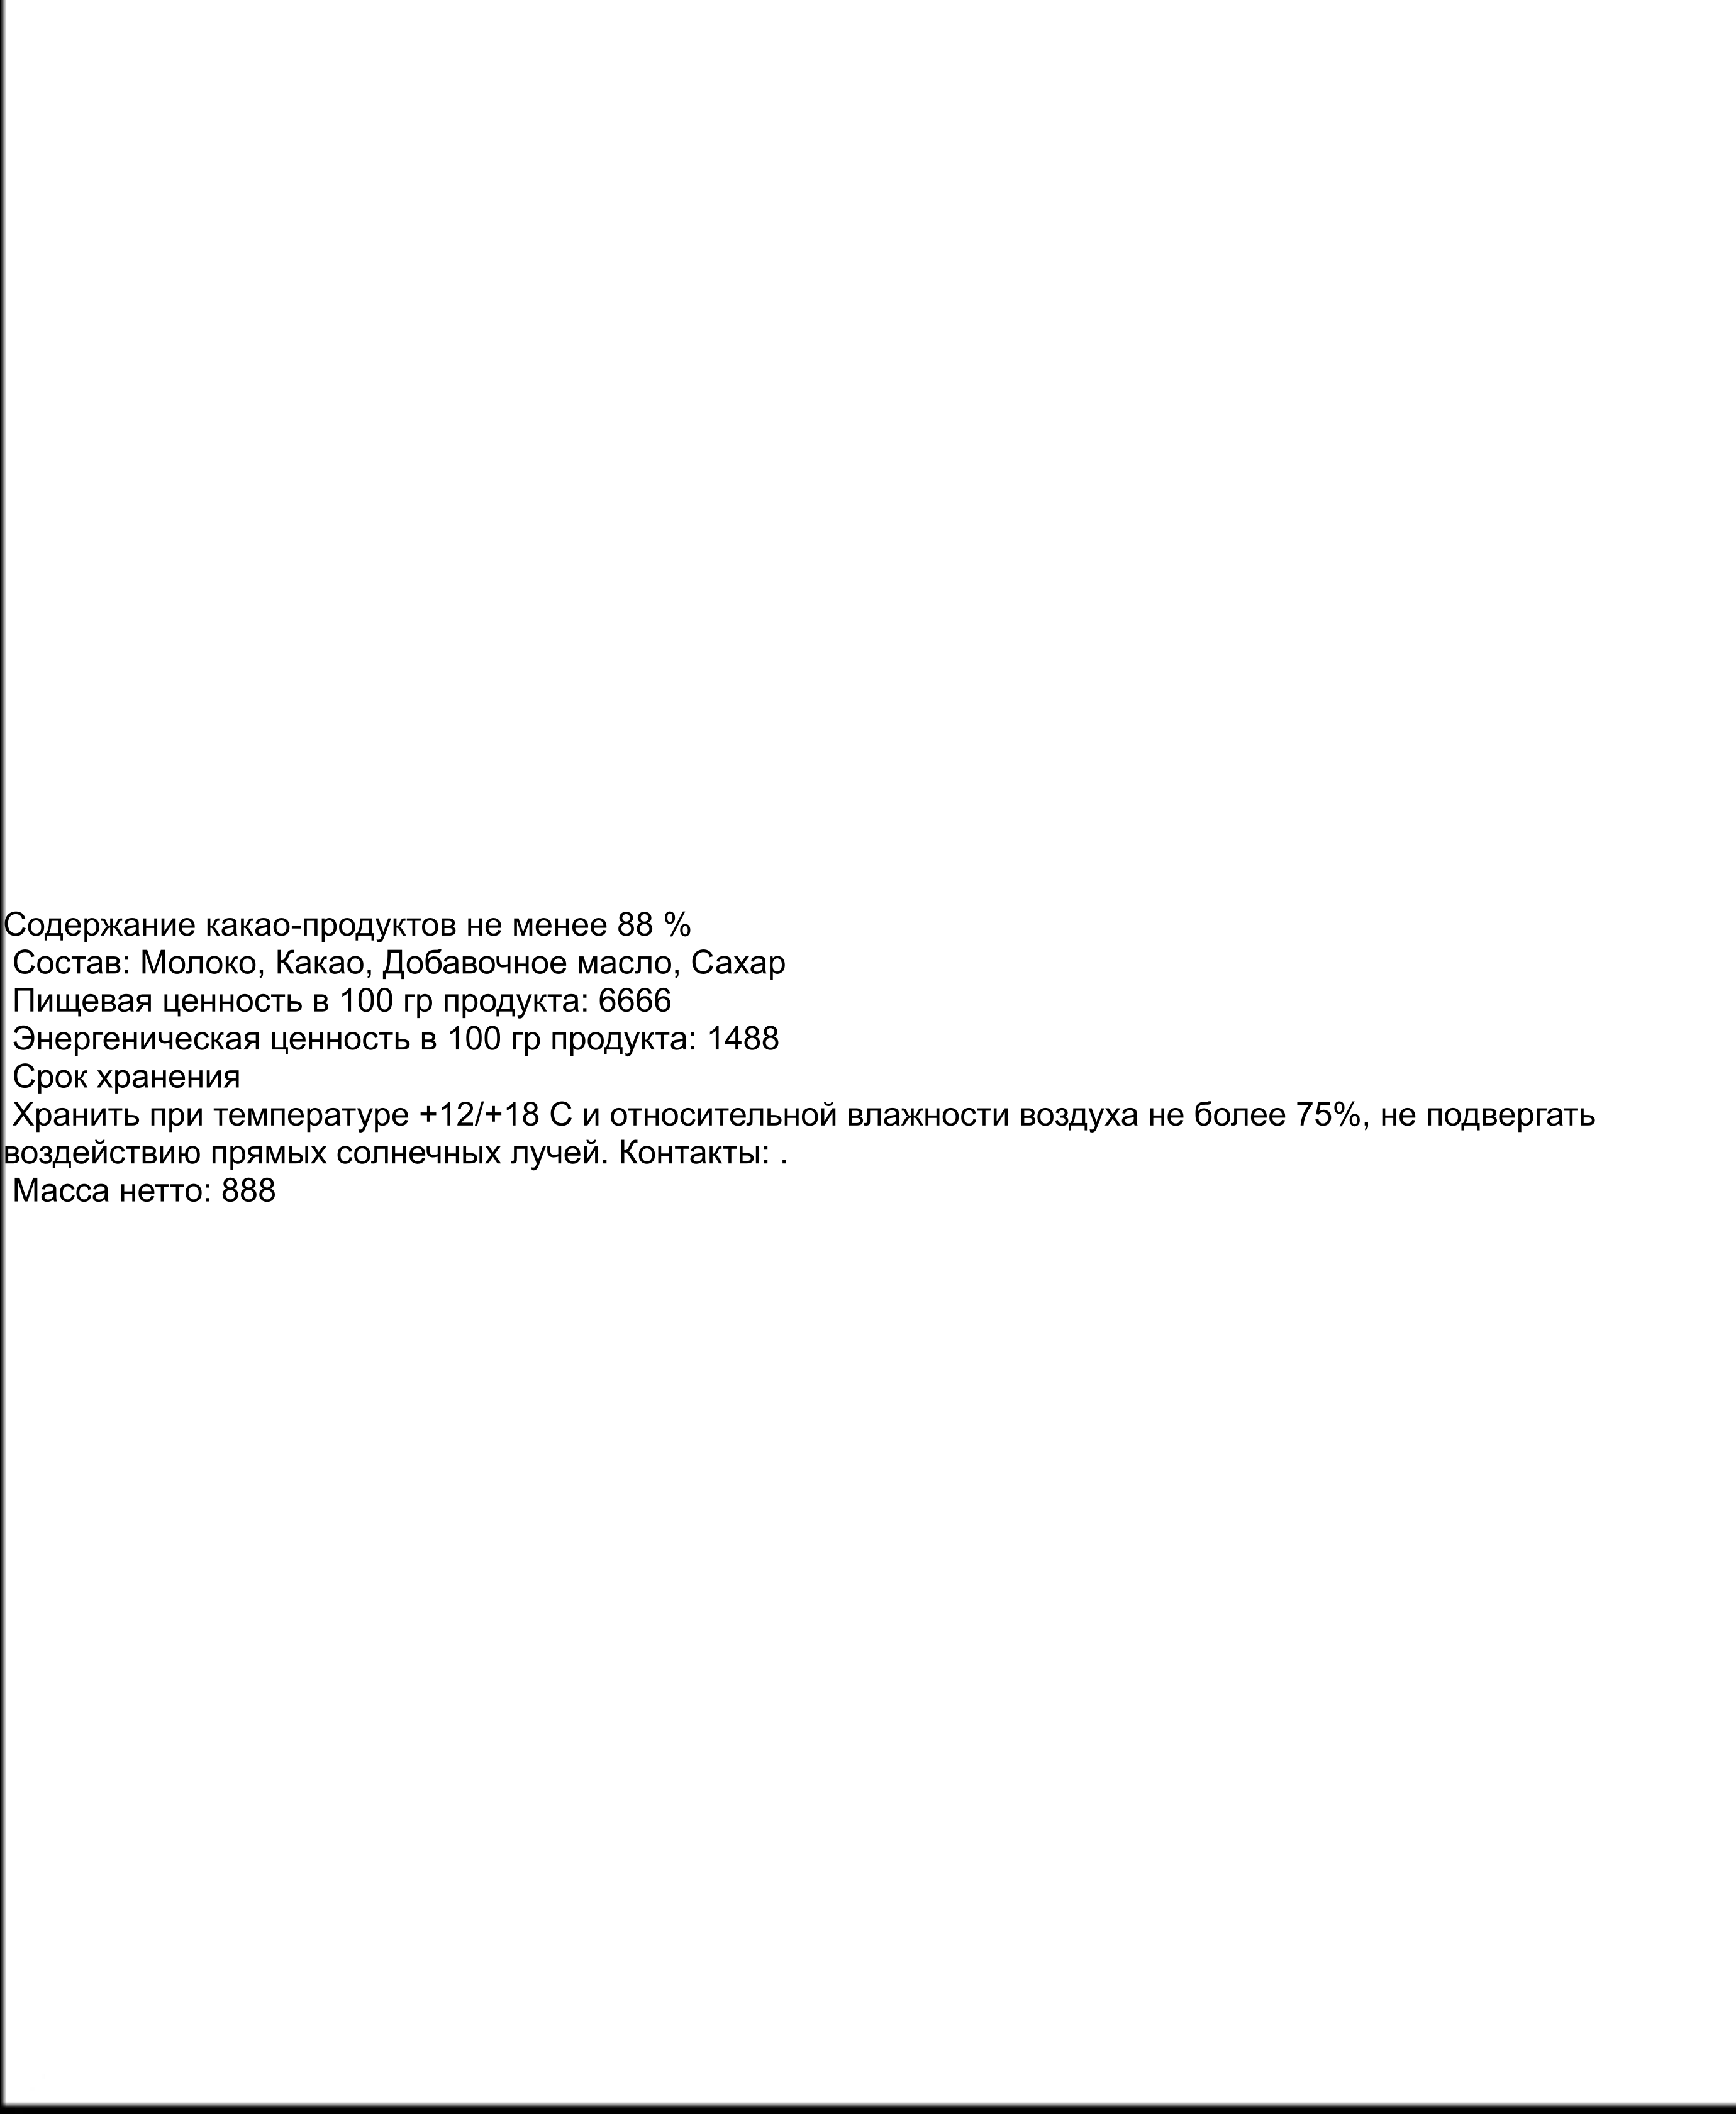 Содержание какао-продуктов не менее 88 %
Состав: Молоко, Какао, Добавочное масло, Сахар
Пищевая ценность в 100 гр продукта: 6666
Энергеническая ценность в 100 гр продукта: 1488
Срок хранения
Хранить при температуре +12/+18 С и относительной влажности воздуха не более 75%, не подвергать
воздействию прямых солнечных лучей. Контакты: .
Масса нетто: 888